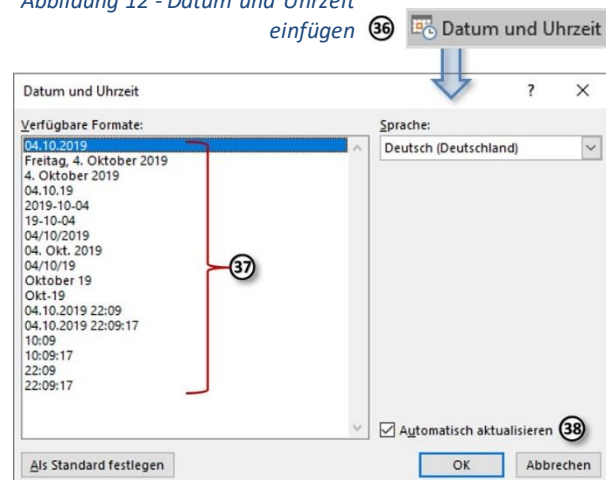 Abbildung 12 - Datum und Uhrzeit
einfügen
36 Datum und Uhrzeit
Datum und Uhrzeit ? X
Verfügbare Formate:
Sprache:
04.10.2019
Deutsch (Deutschland)
Freitag, 4. Oktober 2019
4. Oktober 2019
04.10.19
2019-10-04
19-10-04
04/10/2019
04. Okt. 2019
04/10/19
37
Oktober 19
Okt-19
04.10.2019 22:09
04.10.2019 22:09:17
10:09
10:09:17
22:09
22:09:17
Automatisch aktualisieren 38
Als Standard festlegen
OK
Abbrechen